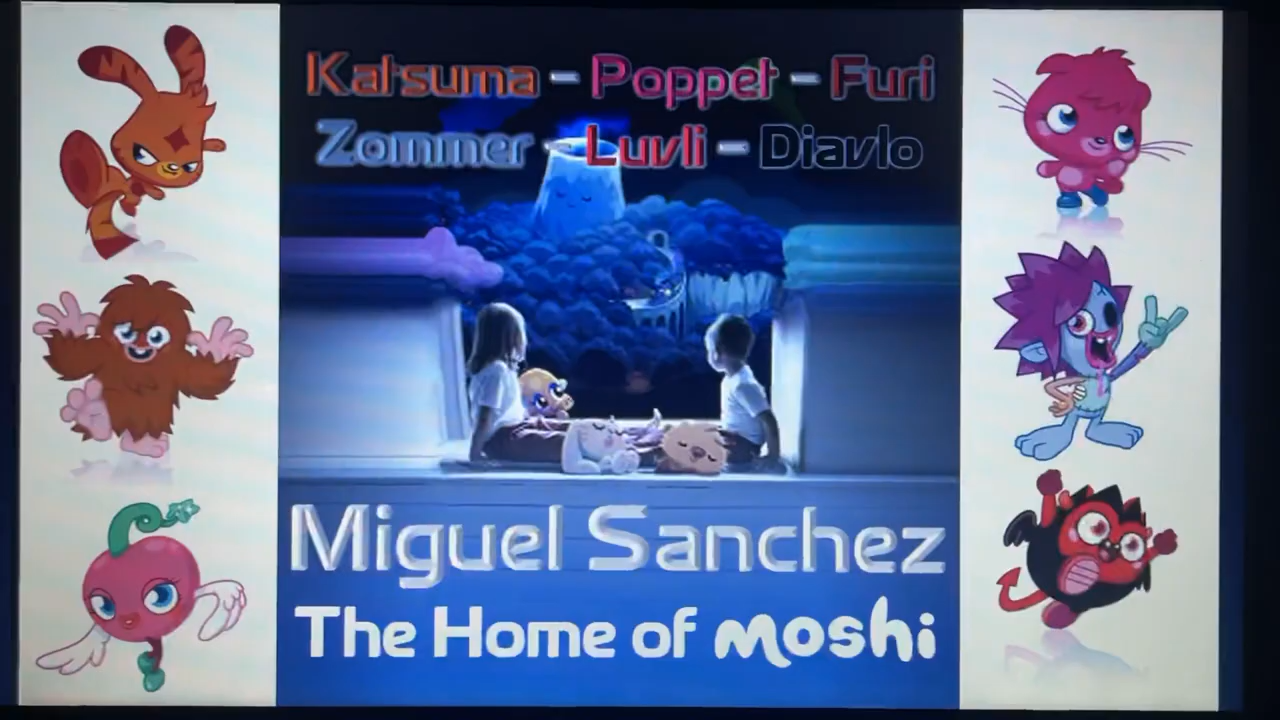 Katsuma - Poppet - Furi
Zommer - Luvli - Diavlo
Miguel Sanchez
The Home of moshi